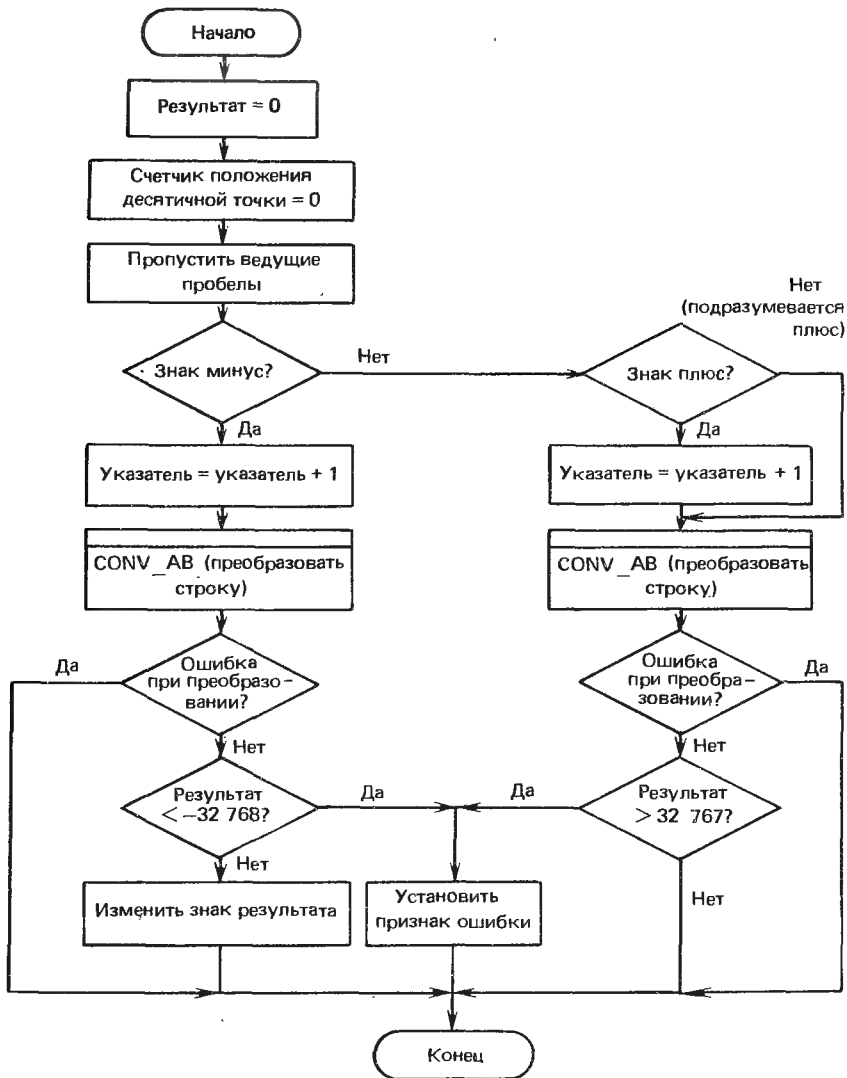 Начало
Результат = 0
Счетчик положения
десятичной точки = 0
Пропустить ведущие
пробелы
Нет
(подразумевается
плюс)
Знак минус?
Нет
Знак плюс?
Да
Да
Указатель = указатель + 1
Указатель = указатель + 1
CONV_AB (преобразовать
строку)
CONV_AB (преобразовать
строку)
Да
Ошибка
при преобразо-
вании?
Ошибка
при преобра-
зовании?
Да
Нет
Нет
Результат
< –32 768?
Да
Да
Результат
> 32 767?
Нет
Изменить знак результата
Установить
признак ошибки
Нет
Конец